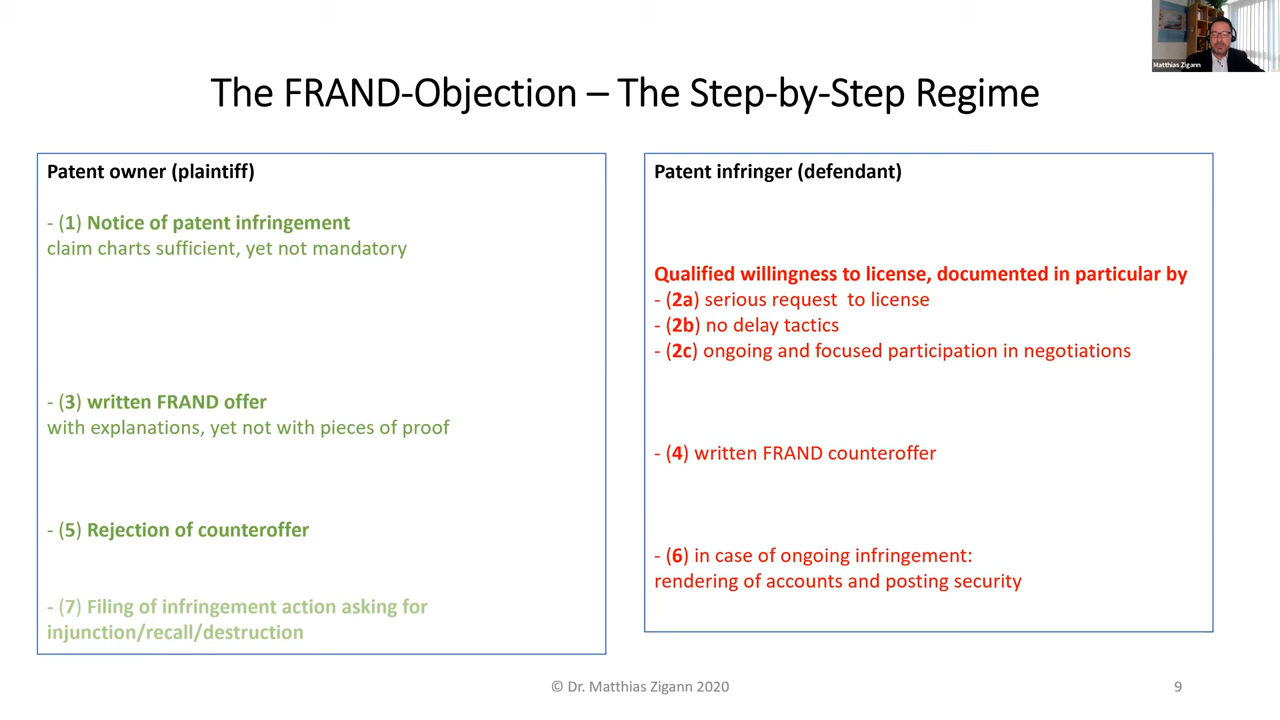 Matthias Zigann
The FRAND-Objection – The Step-by-Step Regime
Patent owner (plaintiff)
- (1) Notice of patent infringement
claim charts sufficient, yet not mandatory
- (3) written FRAND offer
with explanations, yet not with pieces of proof
- (5) Rejection of counteroffer
- (7) Filing of infringement action asking for
injunction/recall/destruction
Patent infringer (defendant)
Qualified willingness to license, documented in particular by
- (2a) serious request to license
- (2b) no delay tactics
- (2c) ongoing and focused participation in negotiations
- (4) written FRAND counteroffer
- (6) in case of ongoing infringement:
rendering of accounts and posting security
© Dr. Matthias Zigann 2020
9